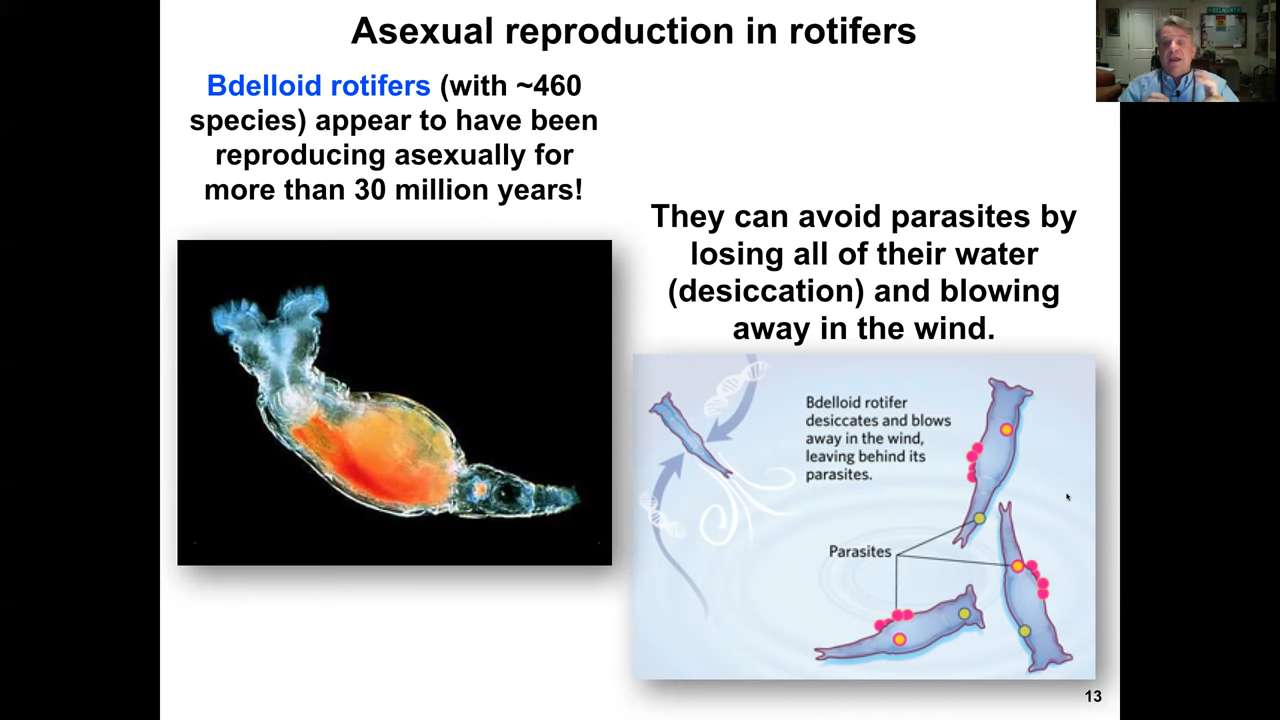 Asexual reproduction in rotifers
Bdelloid rotifers (with ~460
species) appear to have been
reproducing asexually for
more than 30 million years!
They can avoid parasites by
losing all of their water
(desiccation) and blowing
away in the wind.
Bdelloid rotifer
desiccates and blows
away in the wind,
leaving behind its
parasites.
Parasites
13